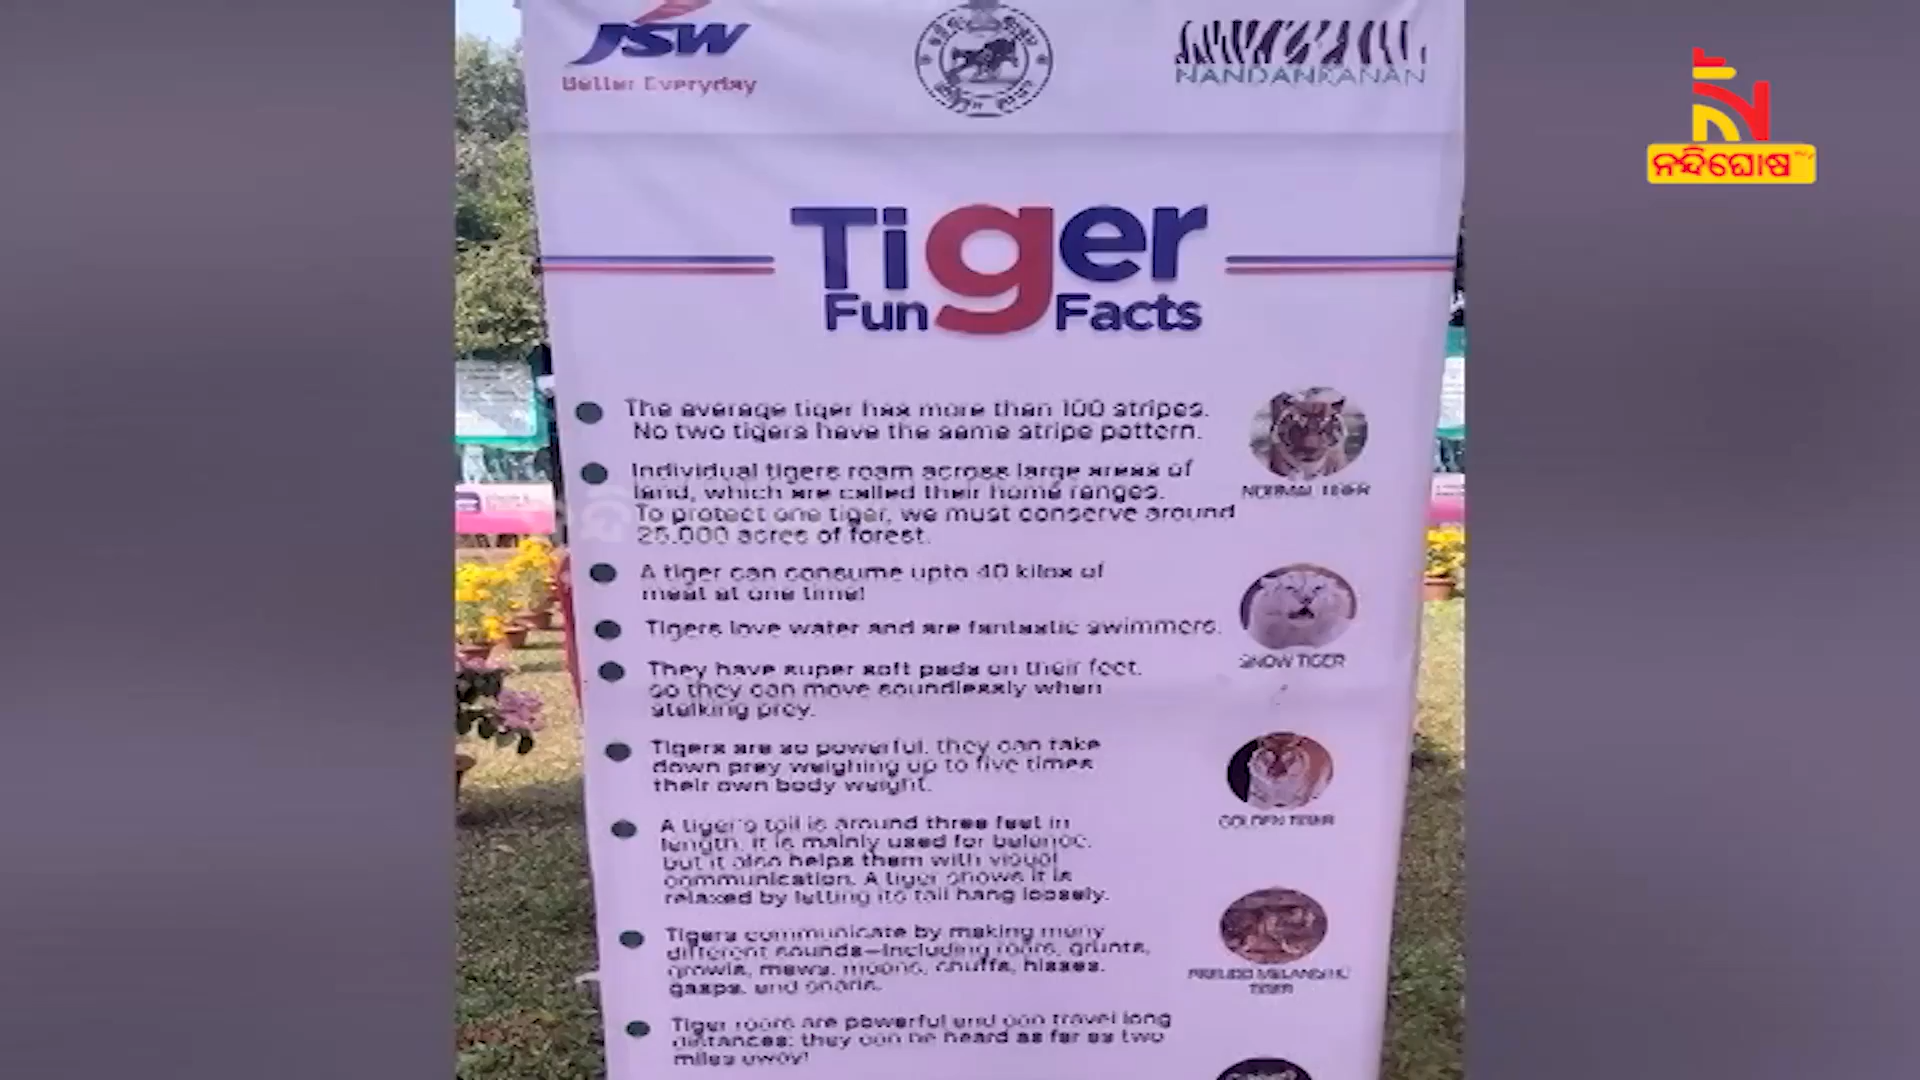 JSW
Better Everyday
NANDANKANAN
ନନ୍ଦିଘୋଷ
Tiger
Fun Facts
The average tiger has more than 100 stripes.
No two tigers have the same stripe pattern.
NORMAL TIGER
Individual tigers roam across large areas of
land, which are called their home ranges.
To protect one tiger, we must conserve around
25,000 acres of forest.
A tiger can consume upto 40 kilos of
meat at one time!
SNOW TIGER
Tigers love water and are fantastic swimmers.
They have super soft pads on their feet,
so they can move soundlessly when
stalking prey.
Tigers are so powerful, they can take
down prey weighing up to five times
their own body weight.
GOLDEN TIGER
A tiger's tail is around three feet in
length. It is mainly used for balance,
but it also helps them with visual
communication. A tiger shows it is
relaxed by letting its tail hang loosely.
Tigers communicate by making many
different sounds—including roars, grunts,
growls, mews, moans, chuffs, hisses,
gasps, and snarls.
PSEUDO MELANISTIC
TIGER
Tiger roars are powerful and can travel long
distances; they can be heard as far as two
miles away!